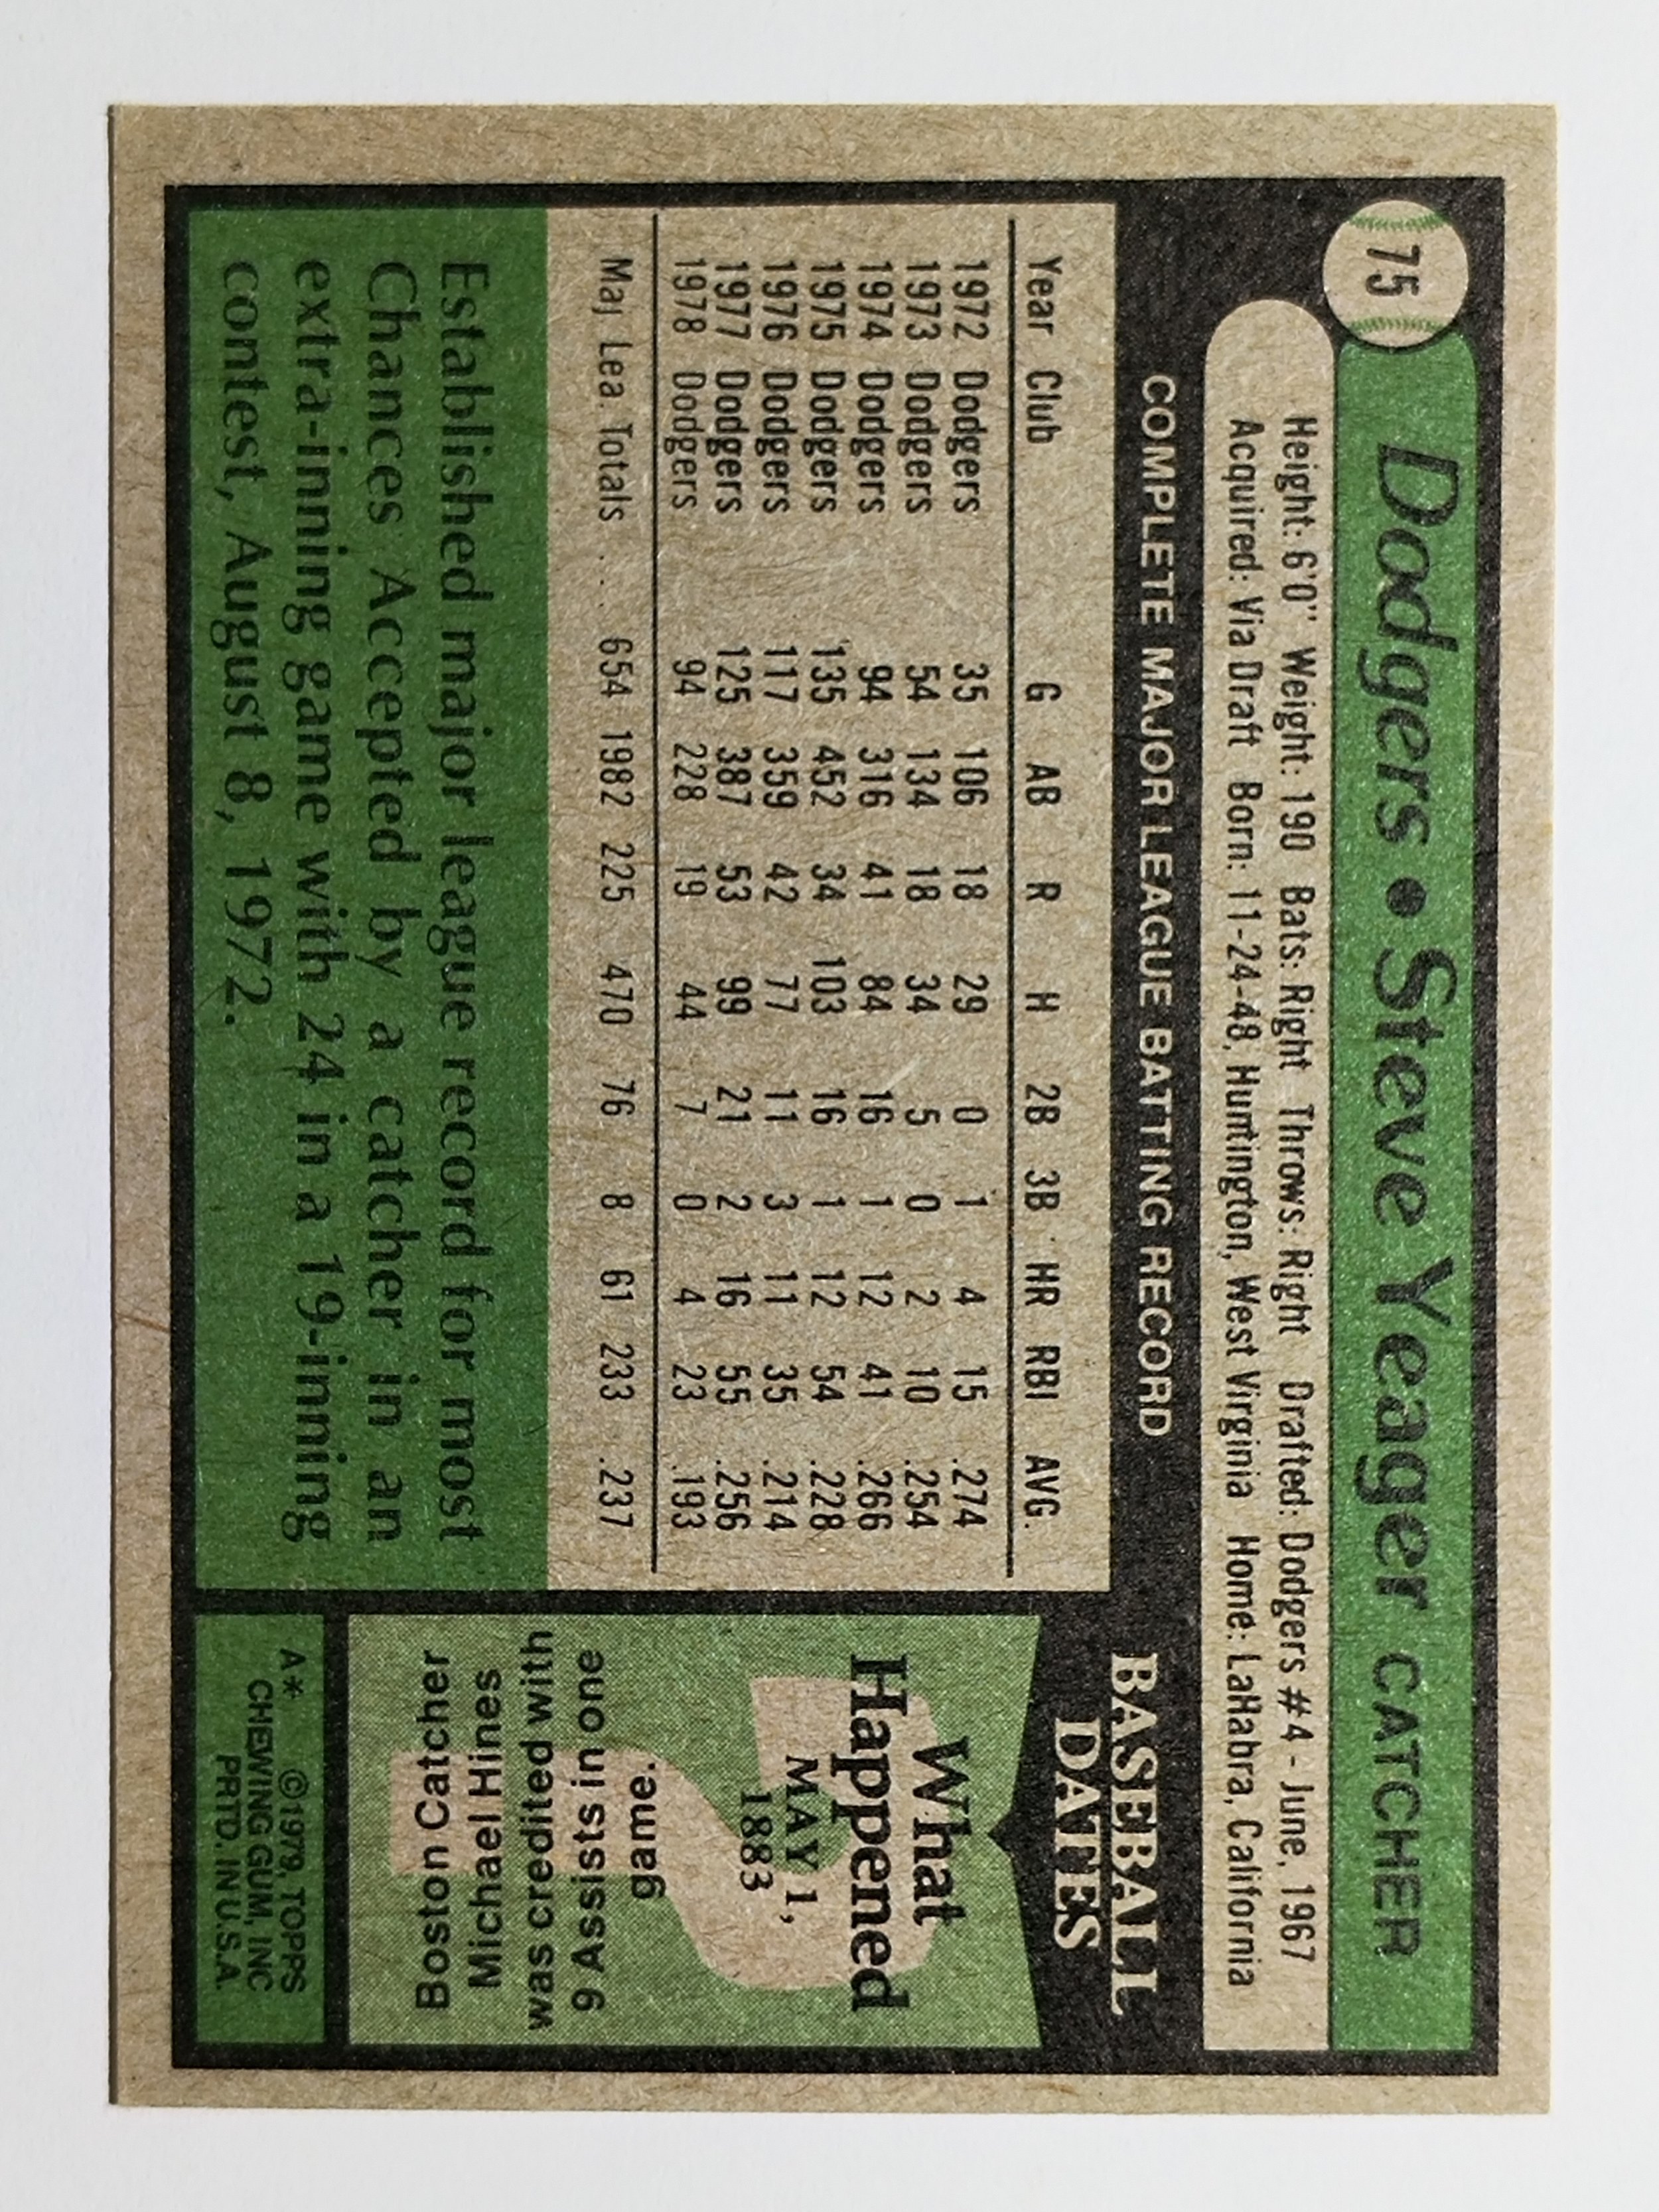 75
Dodgers • Steve Yeager CATCHER
Height: 6'0" Weight: 190 Bats: Right Throws: Right Drafted: Dodgers #4 - June, 1967
Acquired: Via Draft Born: 11-24-48, Huntington, West Virginia Home: LaHabra, California
COMPLETE MAJOR LEAGUE BATTING RECORD
Year Club G AB R H 2B 3B HR RBI AVG.
1972 Dodgers 35 106 18 29 0 1 4 15 .274
1973 Dodgers 54 134 18 34 5 0 2 10 .254
1974 Dodgers 94 316 41 84 16 1 12 41 .266
1975 Dodgers 135 452 34 103 16 1 12 54 .228
1976 Dodgers 117 359 42 77 11 3 11 35 .214
1977 Dodgers 125 387 53 99 21 2 16 55 .256
1978 Dodgers 94 228 19 44 7 0 4 23 .193
Maj. Lea. Totals . . 654 1982 225 470 76 8 61 233 .237
Established major league record for most
Chances Accepted by a catcher in an
extra-inning game with 24 in a 19-inning
contest, August 8, 1972.
BASEBALL
DATES
What
Happened
MAY 1,
1883
Boston Catcher
Michael Hines
was credited with
9 Assists in one
game.
A* ©1979, TOPPS
CHEWING GUM, INC
PRTD. IN U.S.A.